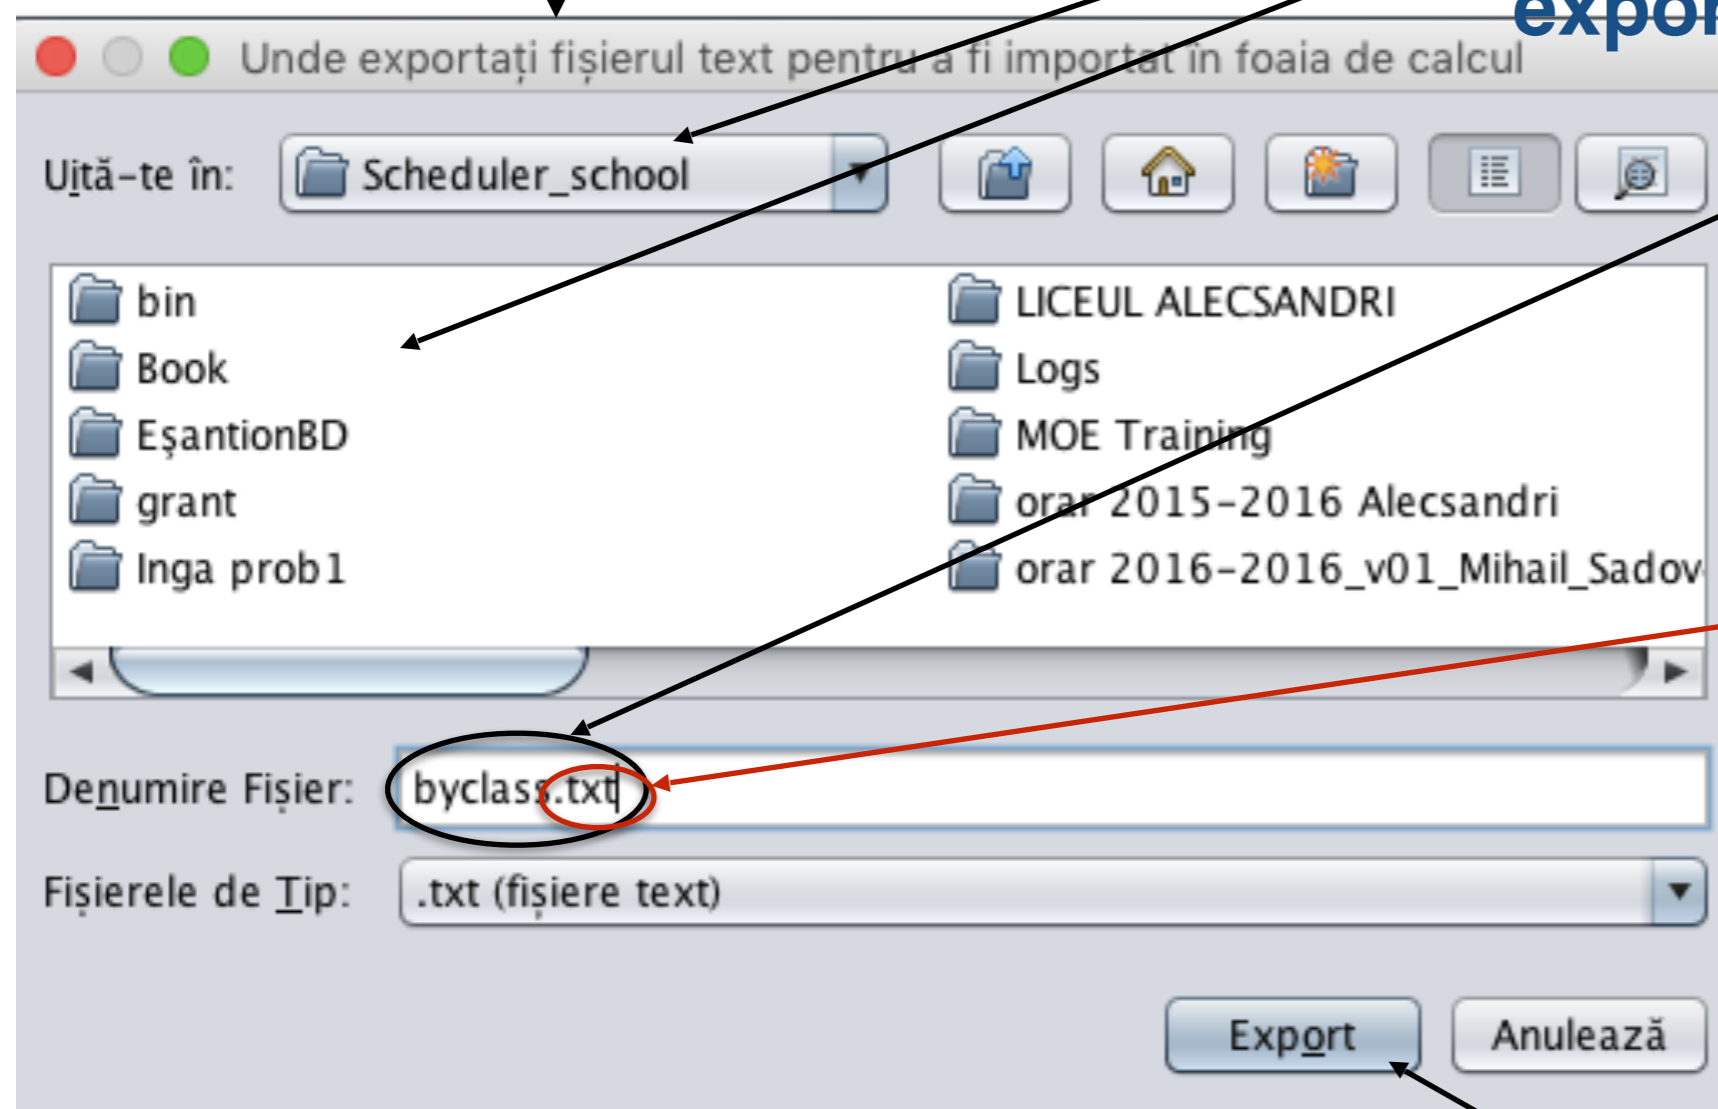 expor
Unde exportați fișierul text pentru a fi importat în foaia de calcul
Uită-te în: Scheduler_school
bin
Book
EşantionBD
grant
Inga prob1
LICEUL ALECSANDRI
Logs
MOE Training
orar 2015-2016 Alecsandri
orar 2016-2016_v01_Mihail_Sadov
Denumire Fișier: byclass.txt
Fișierele de Tip: .txt (fișiere text)
Export Anulează